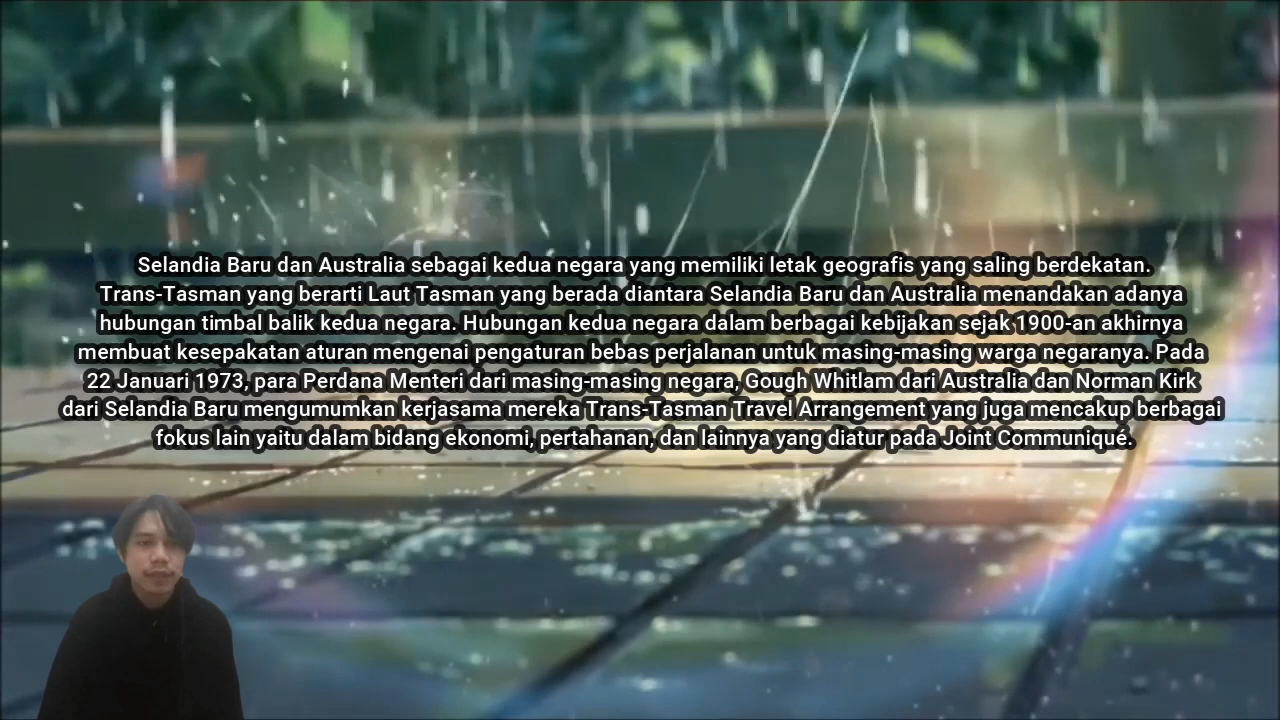 Selandia Baru dan Australia sebagai kedua negara yang memiliki letak geografis yang saling berdekatan.
Trans-Tasman yang berarti Laut Tasman yang berada diantara Selandia Baru dan Australia menandakan adanya
hubungan timbal balik kedua negara. Hubungan kedua negara dalam berbagai kebijakan sejak 1900-an akhirnya
membuat kesepakatan aturan mengenai pengaturan bebas perjalanan untuk masing-masing warga negaranya. Pada
22 Januari 1973, para Perdana Menteri dari masing-masing negara, Gough Whitlam dari Australia dan Norman Kirk
dari Selandia Baru mengumumkan kerjasama mereka Trans-Tasman Travel Arrangement yang juga mencakup berbagai
fokus lain yaitu dalam bidang ekonomi, pertahanan, dan lainnya yang diatur pada Joint Communiqué.